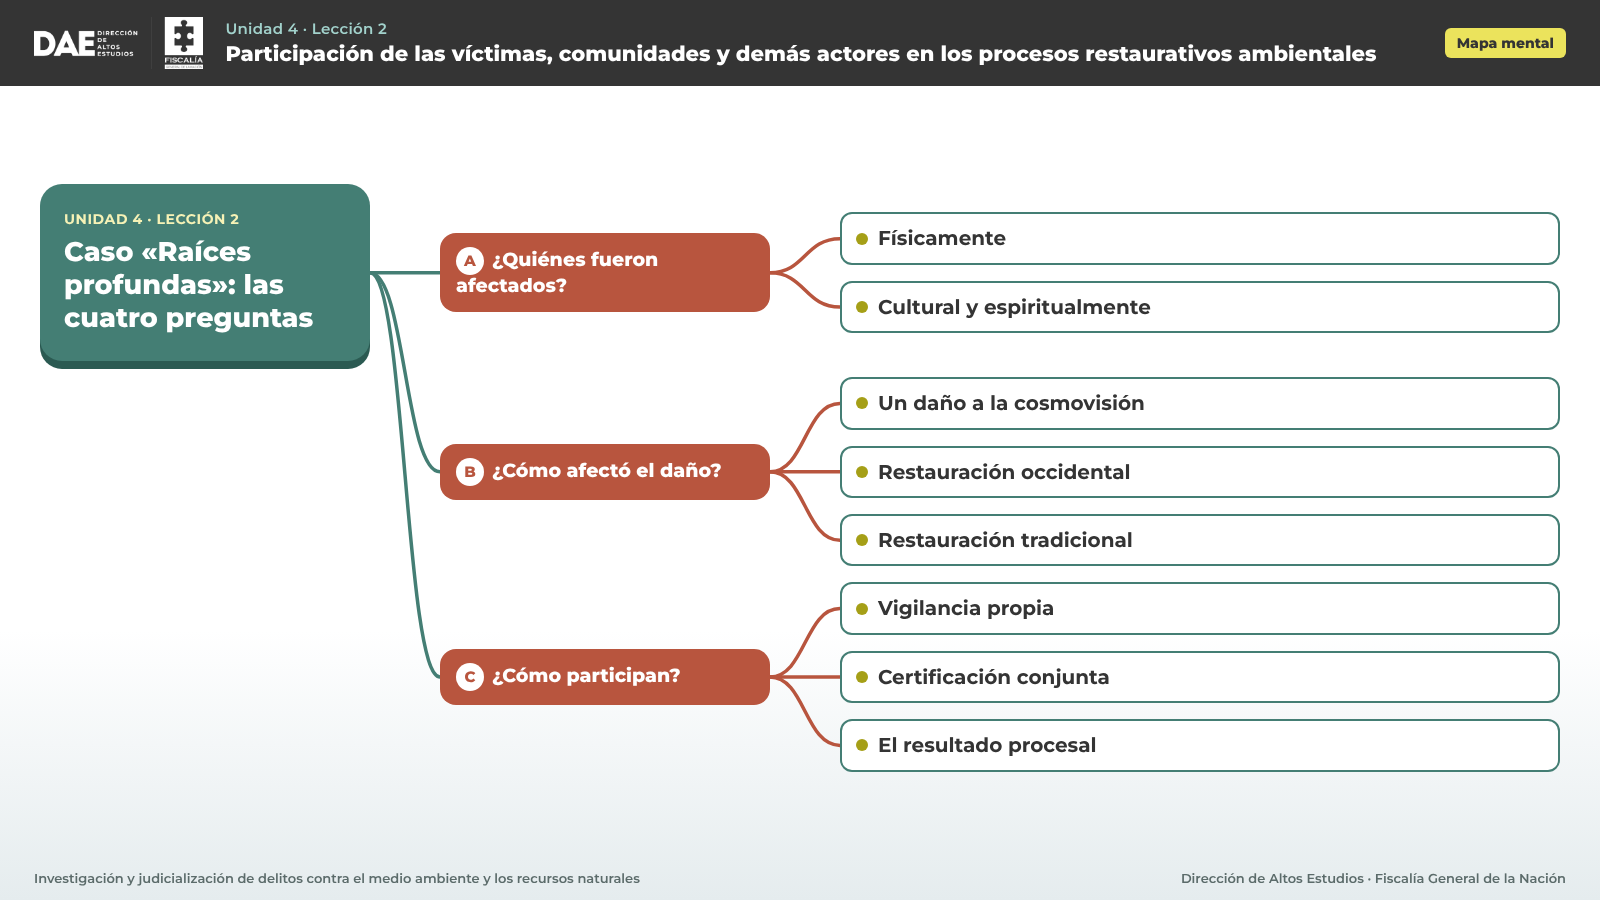 DAE
DIRECCIÓN
DE
ALTOS
ESTUDIOS
FISCALÍA
Unidad 4 · Lección 2
Participación de las víctimas, comunidades y demás actores en los procesos restaurativos ambientales
Mapa mental
UNIDAD 4 · LECCIÓN 2
Caso «Raíces
profundas»: las
cuatro preguntas
A ¿Quiénes fueron
afectados?
Físicamente
Cultural y espiritualmente
B ¿Cómo afectó el daño?
Un daño a la cosmovisión
Restauración occidental
Restauración tradicional
C ¿Cómo participan?
Vigilancia propia
Certificación conjunta
El resultado procesal
Investigación y judicialización de delitos contra el medio ambiente y los recursos naturales
Dirección de Altos Estudios · Fiscalía General de la Nación